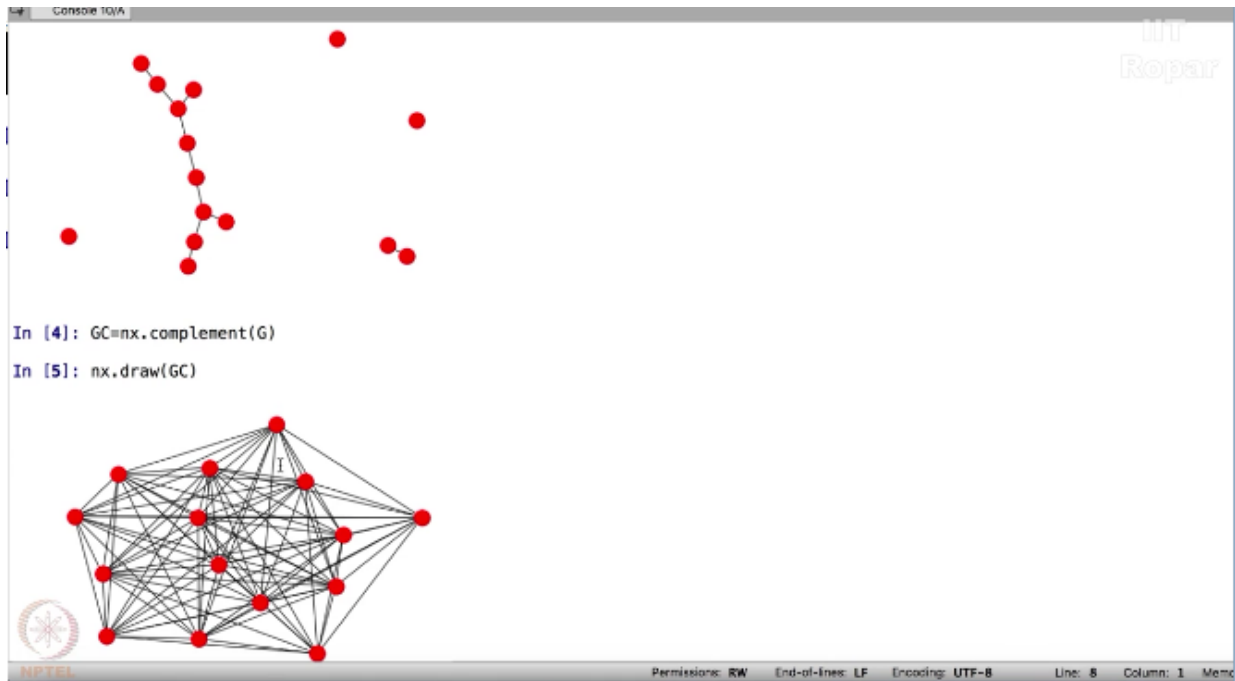 Console 10/A
IIT
Ropar
In [4]: GC=nx.complement(G)
In [5]: nx.draw(GC)
NPTEL
Permissions: RW End-of-lines: LF Encoding: UTF-8 Line: 8 Column: 1 Memo